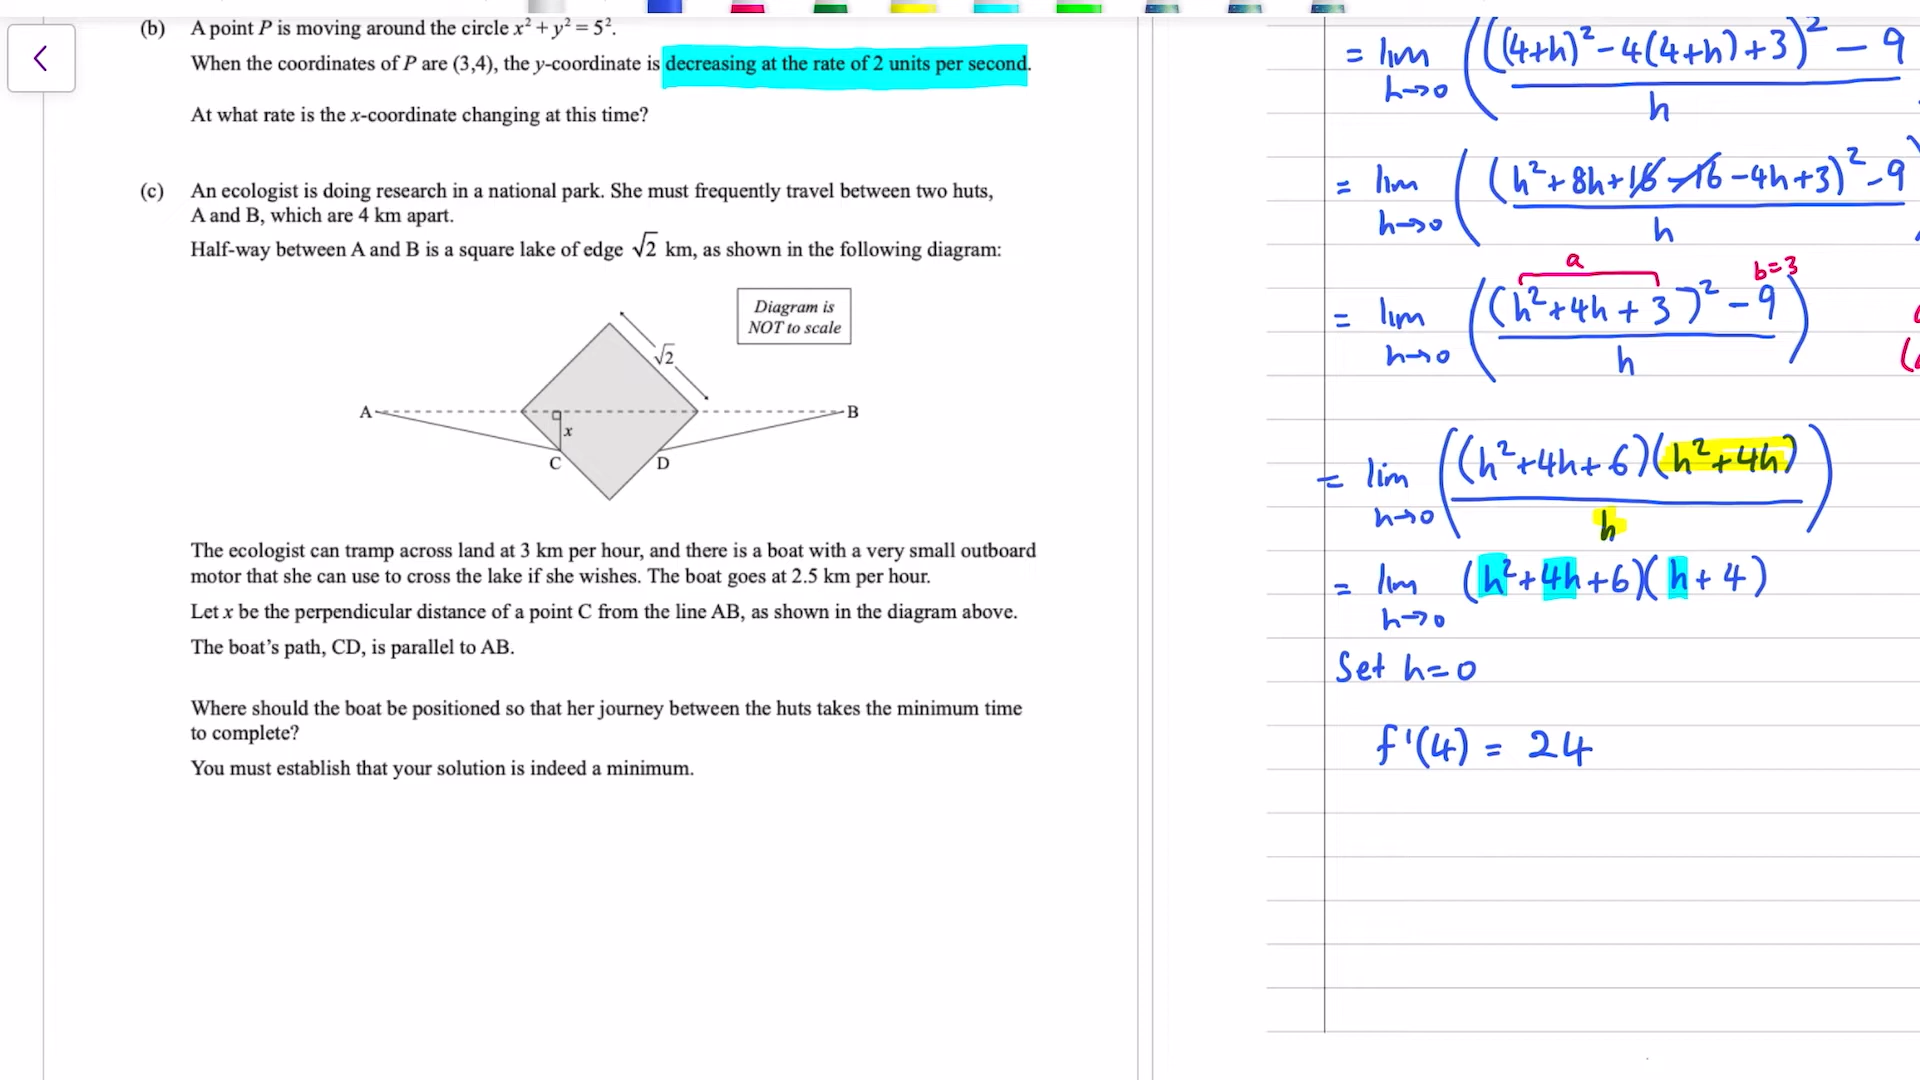 (b) A point P is moving around the circle x² + y² = 5².
When the coordinates of P are (3,4), the y-coordinate is decreasing at the rate of 2 units per second.
At what rate is the x-coordinate changing at this time?
(c) An ecologist is doing research in a national park. She must frequently travel between two huts,
A and B, which are 4 km apart.
Half-way between A and B is a square lake of edge √2 km, as shown in the following diagram:
Diagram is
NOT to scale
√2
A
B
x
C
D
The ecologist can tramp across land at 3 km per hour, and there is a boat with a very small outboard
motor that she can use to cross the lake if she wishes. The boat goes at 2.5 km per hour.
Let x be the perpendicular distance of a point C from the line AB, as shown in the diagram above.
The boat’s path, CD, is parallel to AB.
Where should the boat be positioned so that her journey between the huts takes the minimum time
to complete?
You must establish that your solution is indeed a minimum.
= lim h→0 (((4+h)²-4(4+h)+3)² - 9 / h
= lim h→0 ((h²+8h+16-16-4h+3)²-9 / h
a b=3
= lim h→0 ((h²+4h+3)²-9 / h)
= lim h→0 ((h²+4h+6)(h²+4h) / h)
= lim h→0 (h²+4h+6)(h+4)
Set h=0
f'(4) = 24